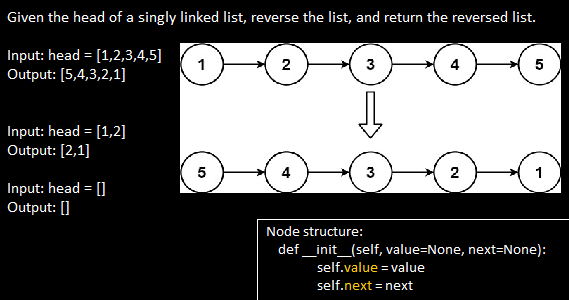 Given the head of a singly linked list, reverse the list, and return the reversed list.
Input: head = [1,2,3,4,5]
Output: [5,4,3,2,1]
1 2 3 4 5
Input: head = [1,2]
Output: [2,1]
5 4 3 2 1
Input: head = []
Output: []
Node structure:
def __init__(self, value=None, next=None):
self.value = value
self.next = next